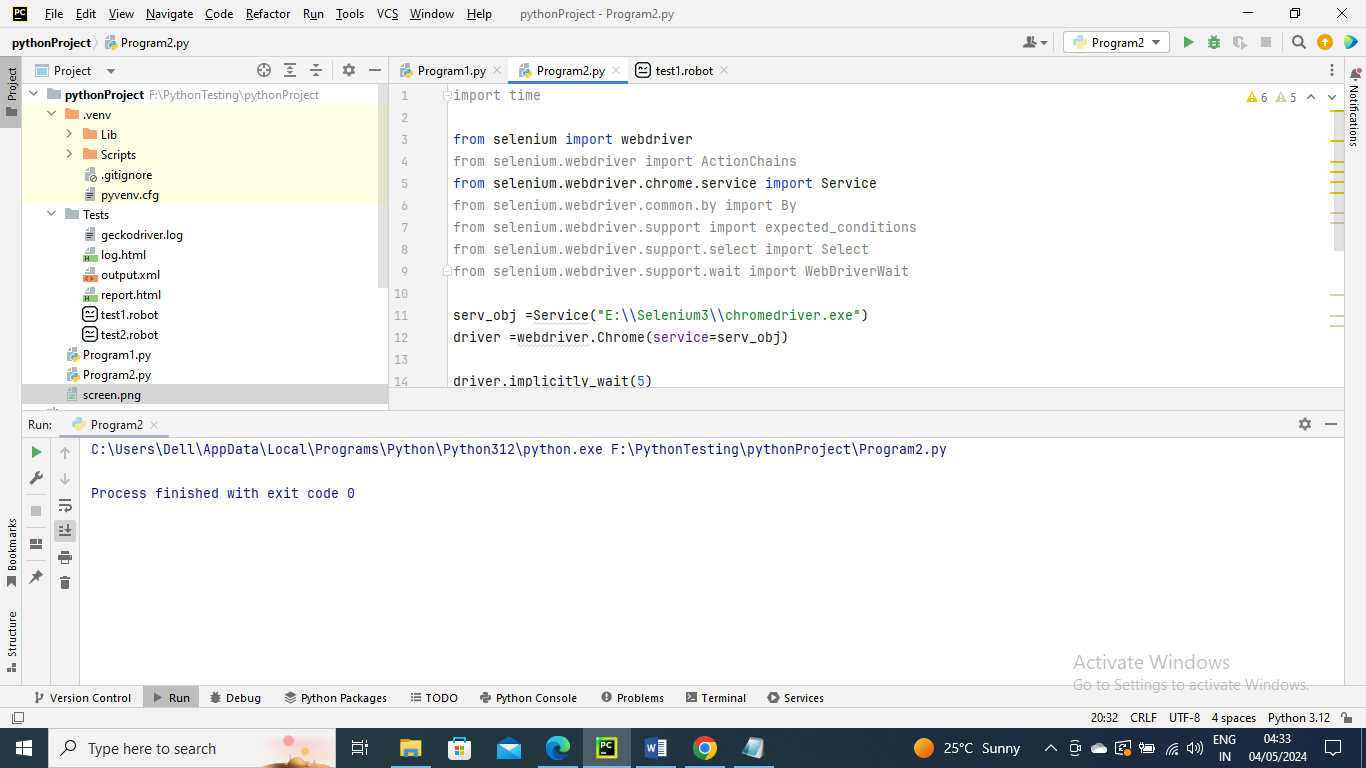 PC File Edit View Navigate Code Refactor Run Tools VCS Window Help pythonProject - Program2.py
pythonProject Program2.py Program2
Project
Project
Program1.py Program2.py test1.robot
Notifications
pythonProject F:\PythonTesting\pythonProject
.venv
Lib
Scripts
.gitignore
pyvenv.cfg
Tests
geckodriver.log
log.html
output.xml
report.html
test1.robot
test2.robot
Program1.py
Program2.py
screen.png
6 5
1 import time
2
3 from selenium import webdriver
4 from selenium.webdriver import ActionChains
5 from selenium.webdriver.chrome.service import Service
6 from selenium.webdriver.common.by import By
7 from selenium.webdriver.support import expected_conditions
8 from selenium.webdriver.support.select import Select
9 from selenium.webdriver.support.wait import WebDriverWait
10
11 serv_obj =Service("E:\\Selenium3\\chromedriver.exe")
12 driver =webdriver.Chrome(service=serv_obj)
13
14 driver.implicitly_wait(5)
Run: Program2
C:\Users\Dell\AppData\Local\Programs\Python\Python312\python.exe F:\PythonTesting\pythonProject\Program2.py
Process finished with exit code 0
Bookmarks
Structure
Activate Windows
Go to Settings to activate Windows.
Version Control Run Debug Python Packages TODO Python Console Problems Terminal Services
20:32 CRLF UTF-8 4 spaces Python 3.12
Type here to search
PC
W
25°C Sunny
ENG
IN
04:33
04/05/2024